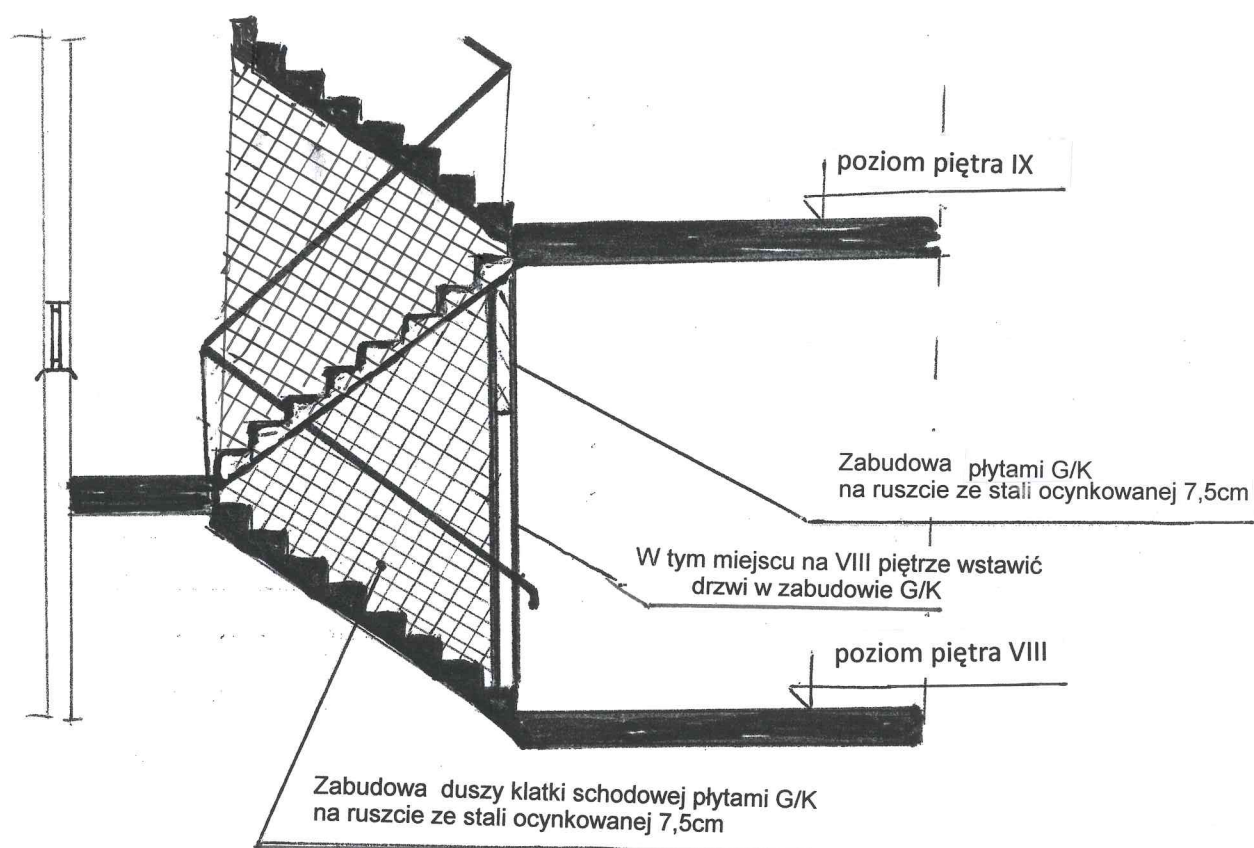 poziom piętra IX
Zabudowa płytami G/K
na ruszcie ze stali ocynkowanej 7,5cm
W tym miejscu na VIII piętrze wstawić
drzwi w zabudowie G/K
poziom piętra VIII
Zabudowa duszy klatki schodowej płytami G/K
na ruszcie ze stali ocynkowanej 7,5cm